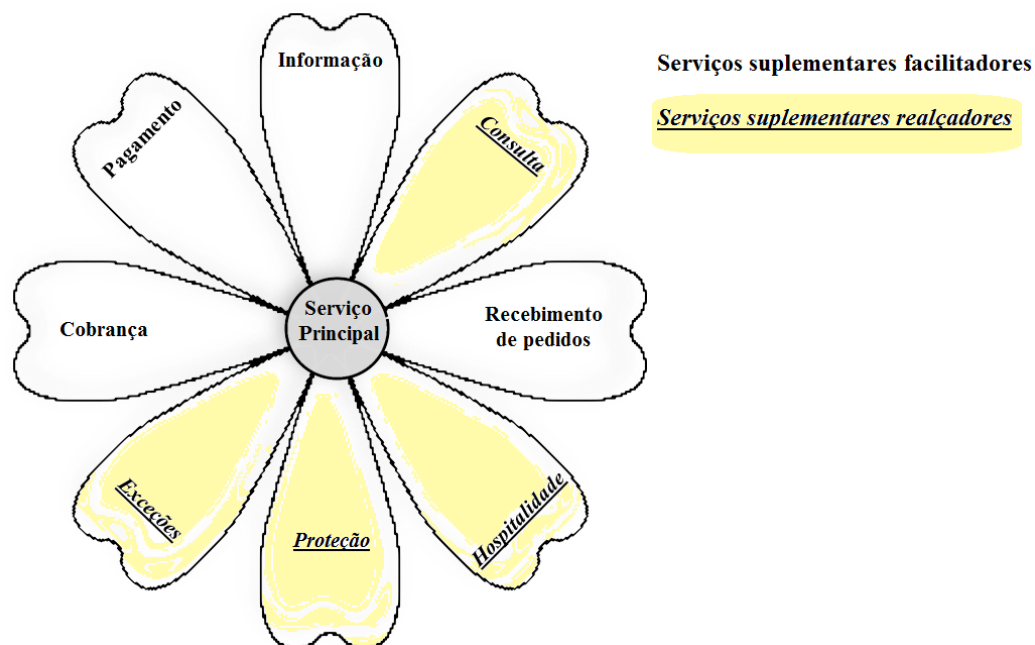 Informação
Serviços suplementares facilitadores
Serviços suplementares realçadores
Pagamento
Consulta
Cobrança
Serviço
Principal
Recebimento
de pedidos
Exceções
Proteção
Hospitalidade